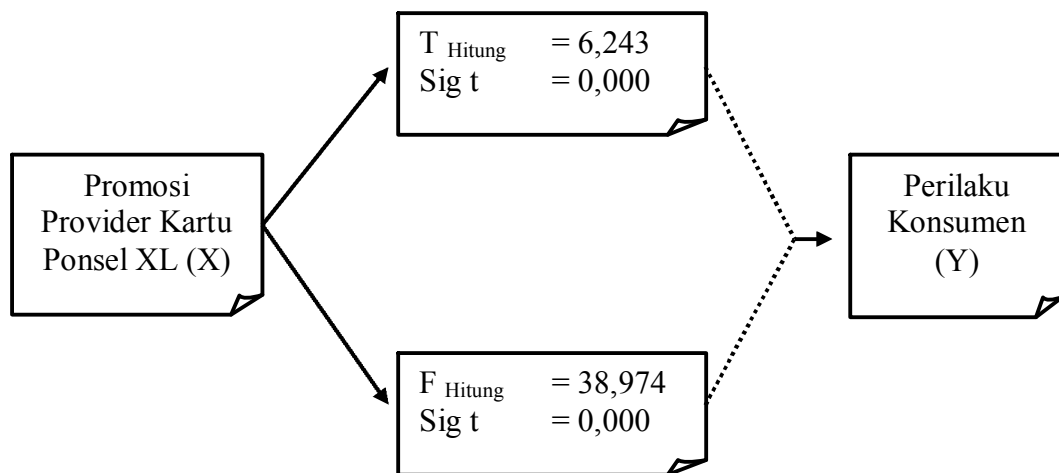 T Hitung = 6,243
Sig t = 0,000
Promosi
Provider Kartu
Ponsel XL (X)
Perilaku
Konsumen
(Y)
F Hitung = 38,974
Sig t = 0,000